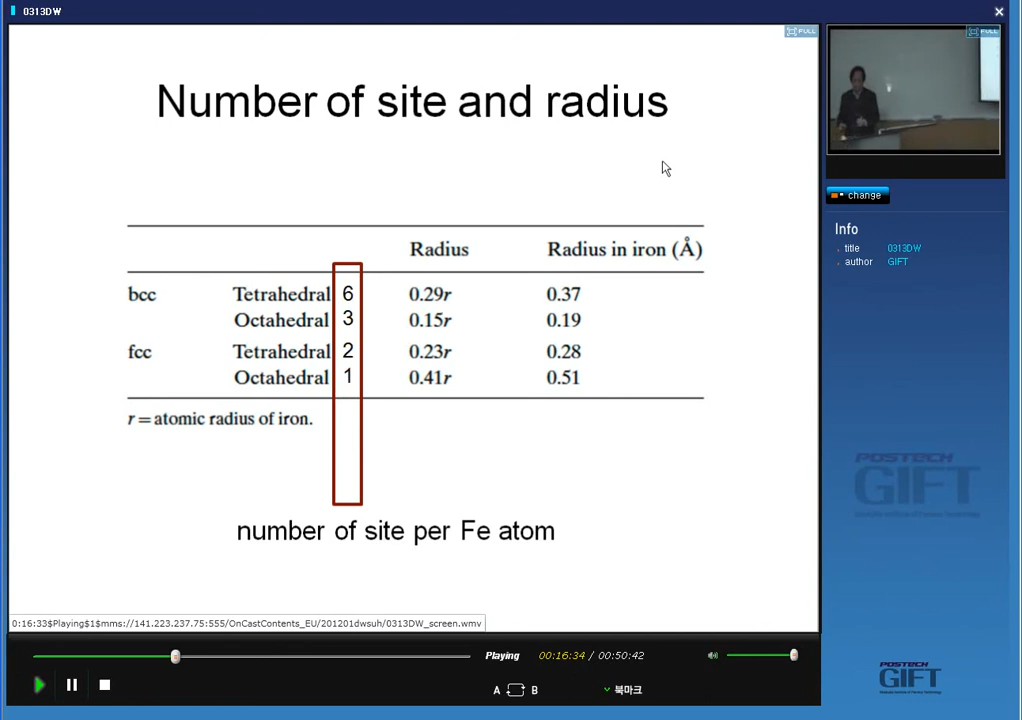 0313DW
FULL
FULL
Number of site and radius
Radius Radius in iron (Å)
bcc Tetrahedral 6 0.29r 0.37
Octahedral 3 0.15r 0.19
fcc Tetrahedral 2 0.23r 0.28
Octahedral 1 0.41r 0.51
r = atomic radius of iron.
number of site per Fe atom
change
Info
title 0313DW
author GIFT
POSTECH
GIFT
0:16:33$Playing$1$mms://141.223.237.75:555/OnCastContents_EU/201201dwsuh/0313DW_screen.wmv
Playing 00:16:34 / 00:50:42
A B
북마크
POSTECH
GIFT